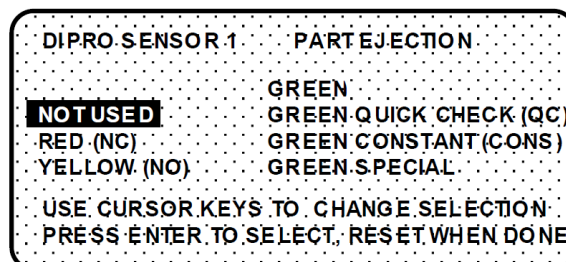 DIPRO SENSOR 1 PART EJECTION
GREEN
NOT USED GREEN QUICK CHECK (QC)
RED (NC) GREEN CONSTANT (CONS)
YELLOW (NO) GREEN SPECIAL
USE CURSOR KEYS TO CHANGE SELECTION
PRESS ENTER TO SELECT, RESET WHEN DONE